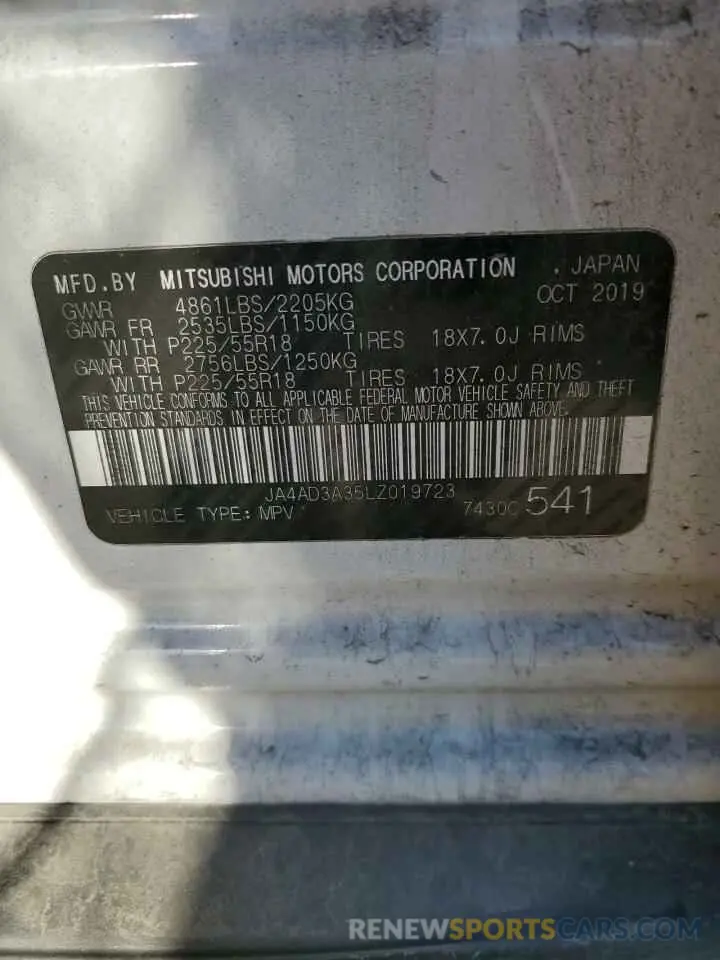 MFD.BY MITSUBISHI MOTORS CORPORATION , JAPAN
GVWR 4861LBS/2205KG OCT 2019
GAWR FR 2535LBS/1150KG
WITH P225/55R18 TIRES 18X7.0J RIMS
GAWR RR 2756LBS/1250KG
WITH P225/55R18 TIRES 18X7.0J RIMS
THIS VEHICLE CONFORMS TO ALL APPLICABLE FEDERAL MOTOR VEHICLE SAFETY AND THEFT
PREVENTION STANDARDS IN EFFECT ON THE DATE OF MANUFACTURE SHOWN ABOVE.
JA4AD3A35LZ019723
VEHICLE TYPE: MPV 7430C 541
RENEWSPORTSCARS.COM